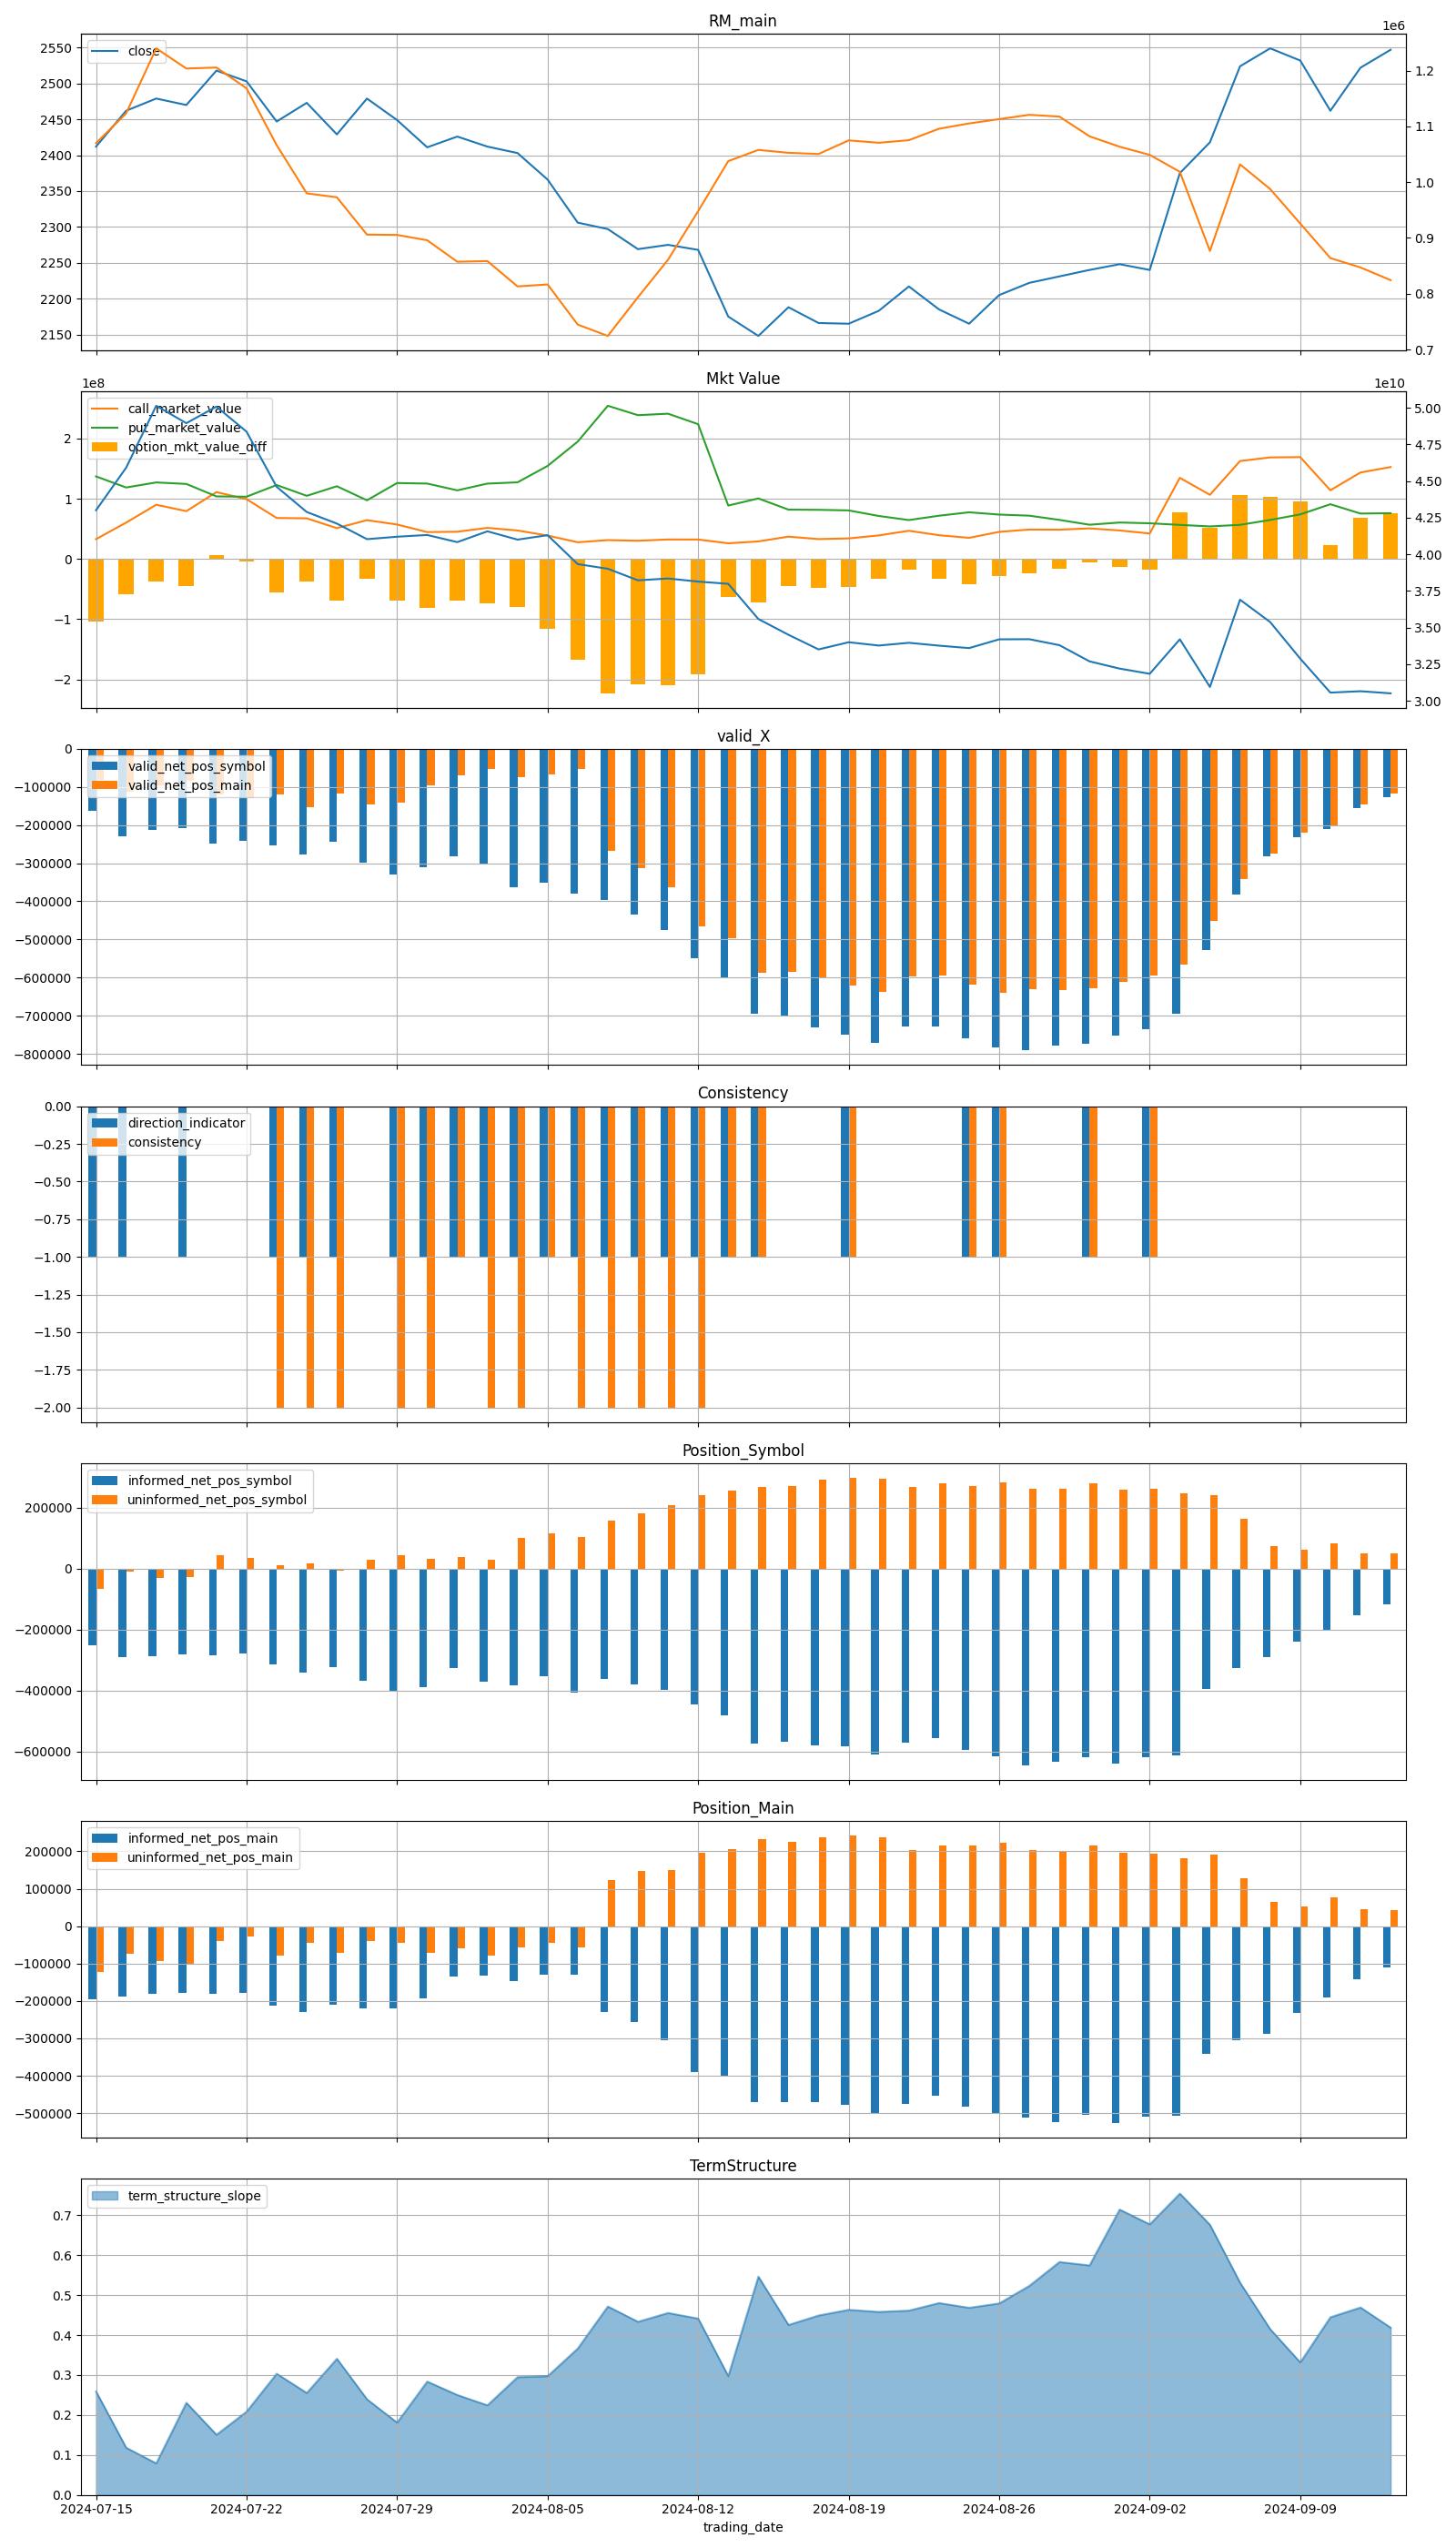 RM_main
1e6
close
2550
2500
2450
2400
2350
2300
2250
2200
2150
1.2
1.1
1.0
0.9
0.8
0.7
Mkt Value
1e8
1e10
call_market_value
put_market_value
option_mkt_value_diff
2
1
0
−1
−2
5.00
4.75
4.50
4.25
4.00
3.75
3.50
3.25
3.00
valid_X
valid_net_pos_symbol
valid_net_pos_main
0
−100000
−200000
−300000
−400000
−500000
−600000
−700000
−800000
Consistency
direction_indicator
consistency
0.00
−0.25
−0.50
−0.75
−1.00
−1.25
−1.50
−1.75
−2.00
Position_Symbol
informed_net_pos_symbol
uninformed_net_pos_symbol
200000
0
−200000
−400000
−600000
Position_Main
informed_net_pos_main
uninformed_net_pos_main
200000
100000
0
−100000
−200000
−300000
−400000
−500000
TermStructure
term_structure_slope
0.7
0.6
0.5
0.4
0.3
0.2
0.1
0.0
2024-07-15 2024-07-22 2024-07-29 2024-08-05 2024-08-12 2024-08-19 2024-08-26 2024-09-02 2024-09-09
trading_date